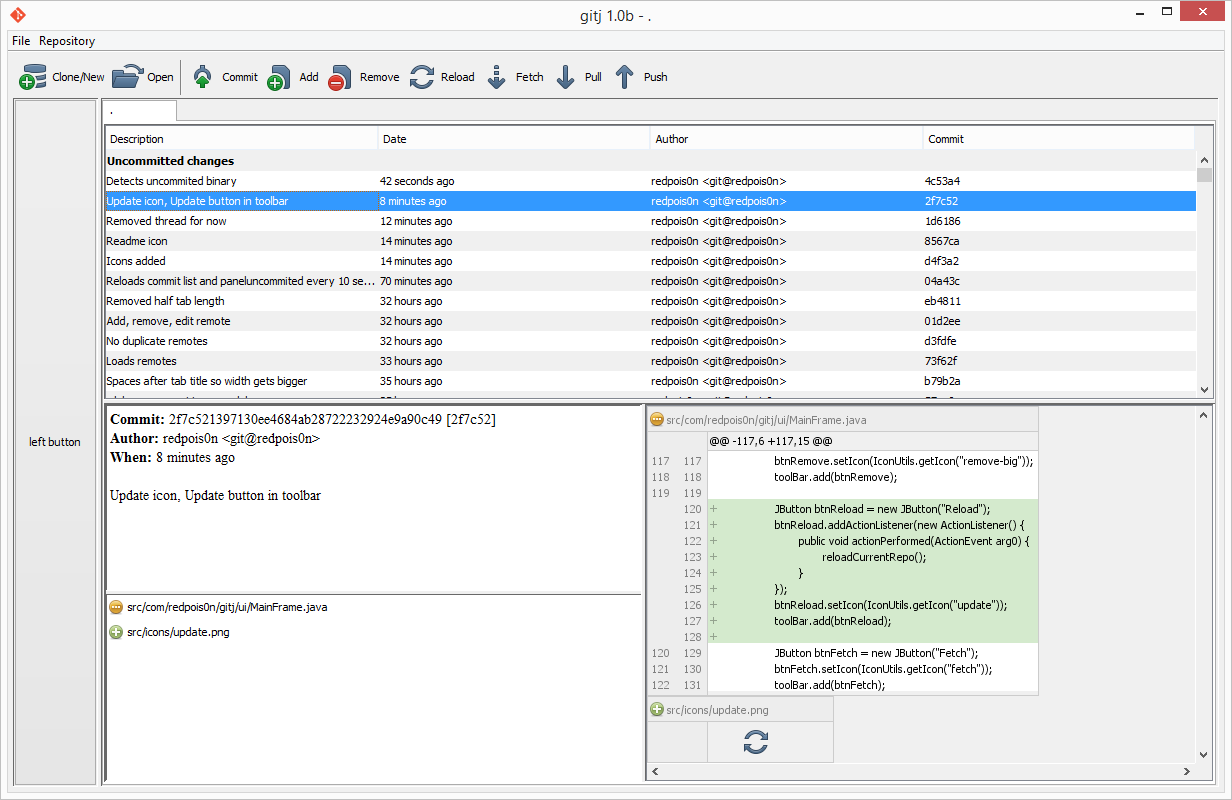 gitj 1.0b - .
File Repository
Clone/New Open Commit Add Remove Reload Fetch Pull Push
.
Description Date Author Commit
Uncommitted changes
Detects uncommited binary 42 seconds ago redpois0n <git@redpois0n> 4c53a4
Update icon, Update button in toolbar 8 minutes ago redpois0n <git@redpois0n> 2f7c52
Removed thread for now 12 minutes ago redpois0n <git@redpois0n> 1d6186
Readme icon 14 minutes ago redpois0n <git@redpois0n> 8567ca
Icons added 14 minutes ago redpois0n <git@redpois0n> d4f3a2
Reloads commit list and paneluncommited every 10 se... 70 minutes ago redpois0n <git@redpois0n> 04a43c
Removed half tab length 32 hours ago redpois0n <git@redpois0n> eb4811
Add, remove, edit remote 32 hours ago redpois0n <git@redpois0n> 01d2ee
No duplicate remotes 32 hours ago redpois0n <git@redpois0n> d3fdfe
Loads remotes 33 hours ago redpois0n <git@redpois0n> 73f62f
Spaces after tab title so width gets bigger 35 hours ago redpois0n <git@redpois0n> b79b2a
left button
Commit: 2f7c521397130ee4684ab28722232924e9a90c49 [2f7c52]
Author: redpois0n <git@redpois0n>
When: 8 minutes ago
Update icon, Update button in toolbar
src/com/redpois0n/gitj/ui/MainFrame.java
src/icons/update.png
src/com/redpois0n/gitj/ui/MainFrame.java
@@ -117,6 +117,15 @@
117 117 btnRemove.setIcon(IconUtils.getIcon("remove-big"));
118 118 toolBar.add(btnRemove);
119 119
120 + JButton btnReload = new JButton("Reload");
121 + btnReload.addActionListener(new ActionListener() {
122 + public void actionPerformed(ActionEvent arg0) {
123 + reloadCurrentRepo();
124 + }
125 + });
126 + btnReload.setIcon(IconUtils.getIcon("update"));
127 + toolBar.add(btnReload);
128 +
120 129 JButton btnFetch = new JButton("Fetch");
121 130 btnFetch.setIcon(IconUtils.getIcon("fetch"));
122 131 toolBar.add(btnFetch);
src/icons/update.png